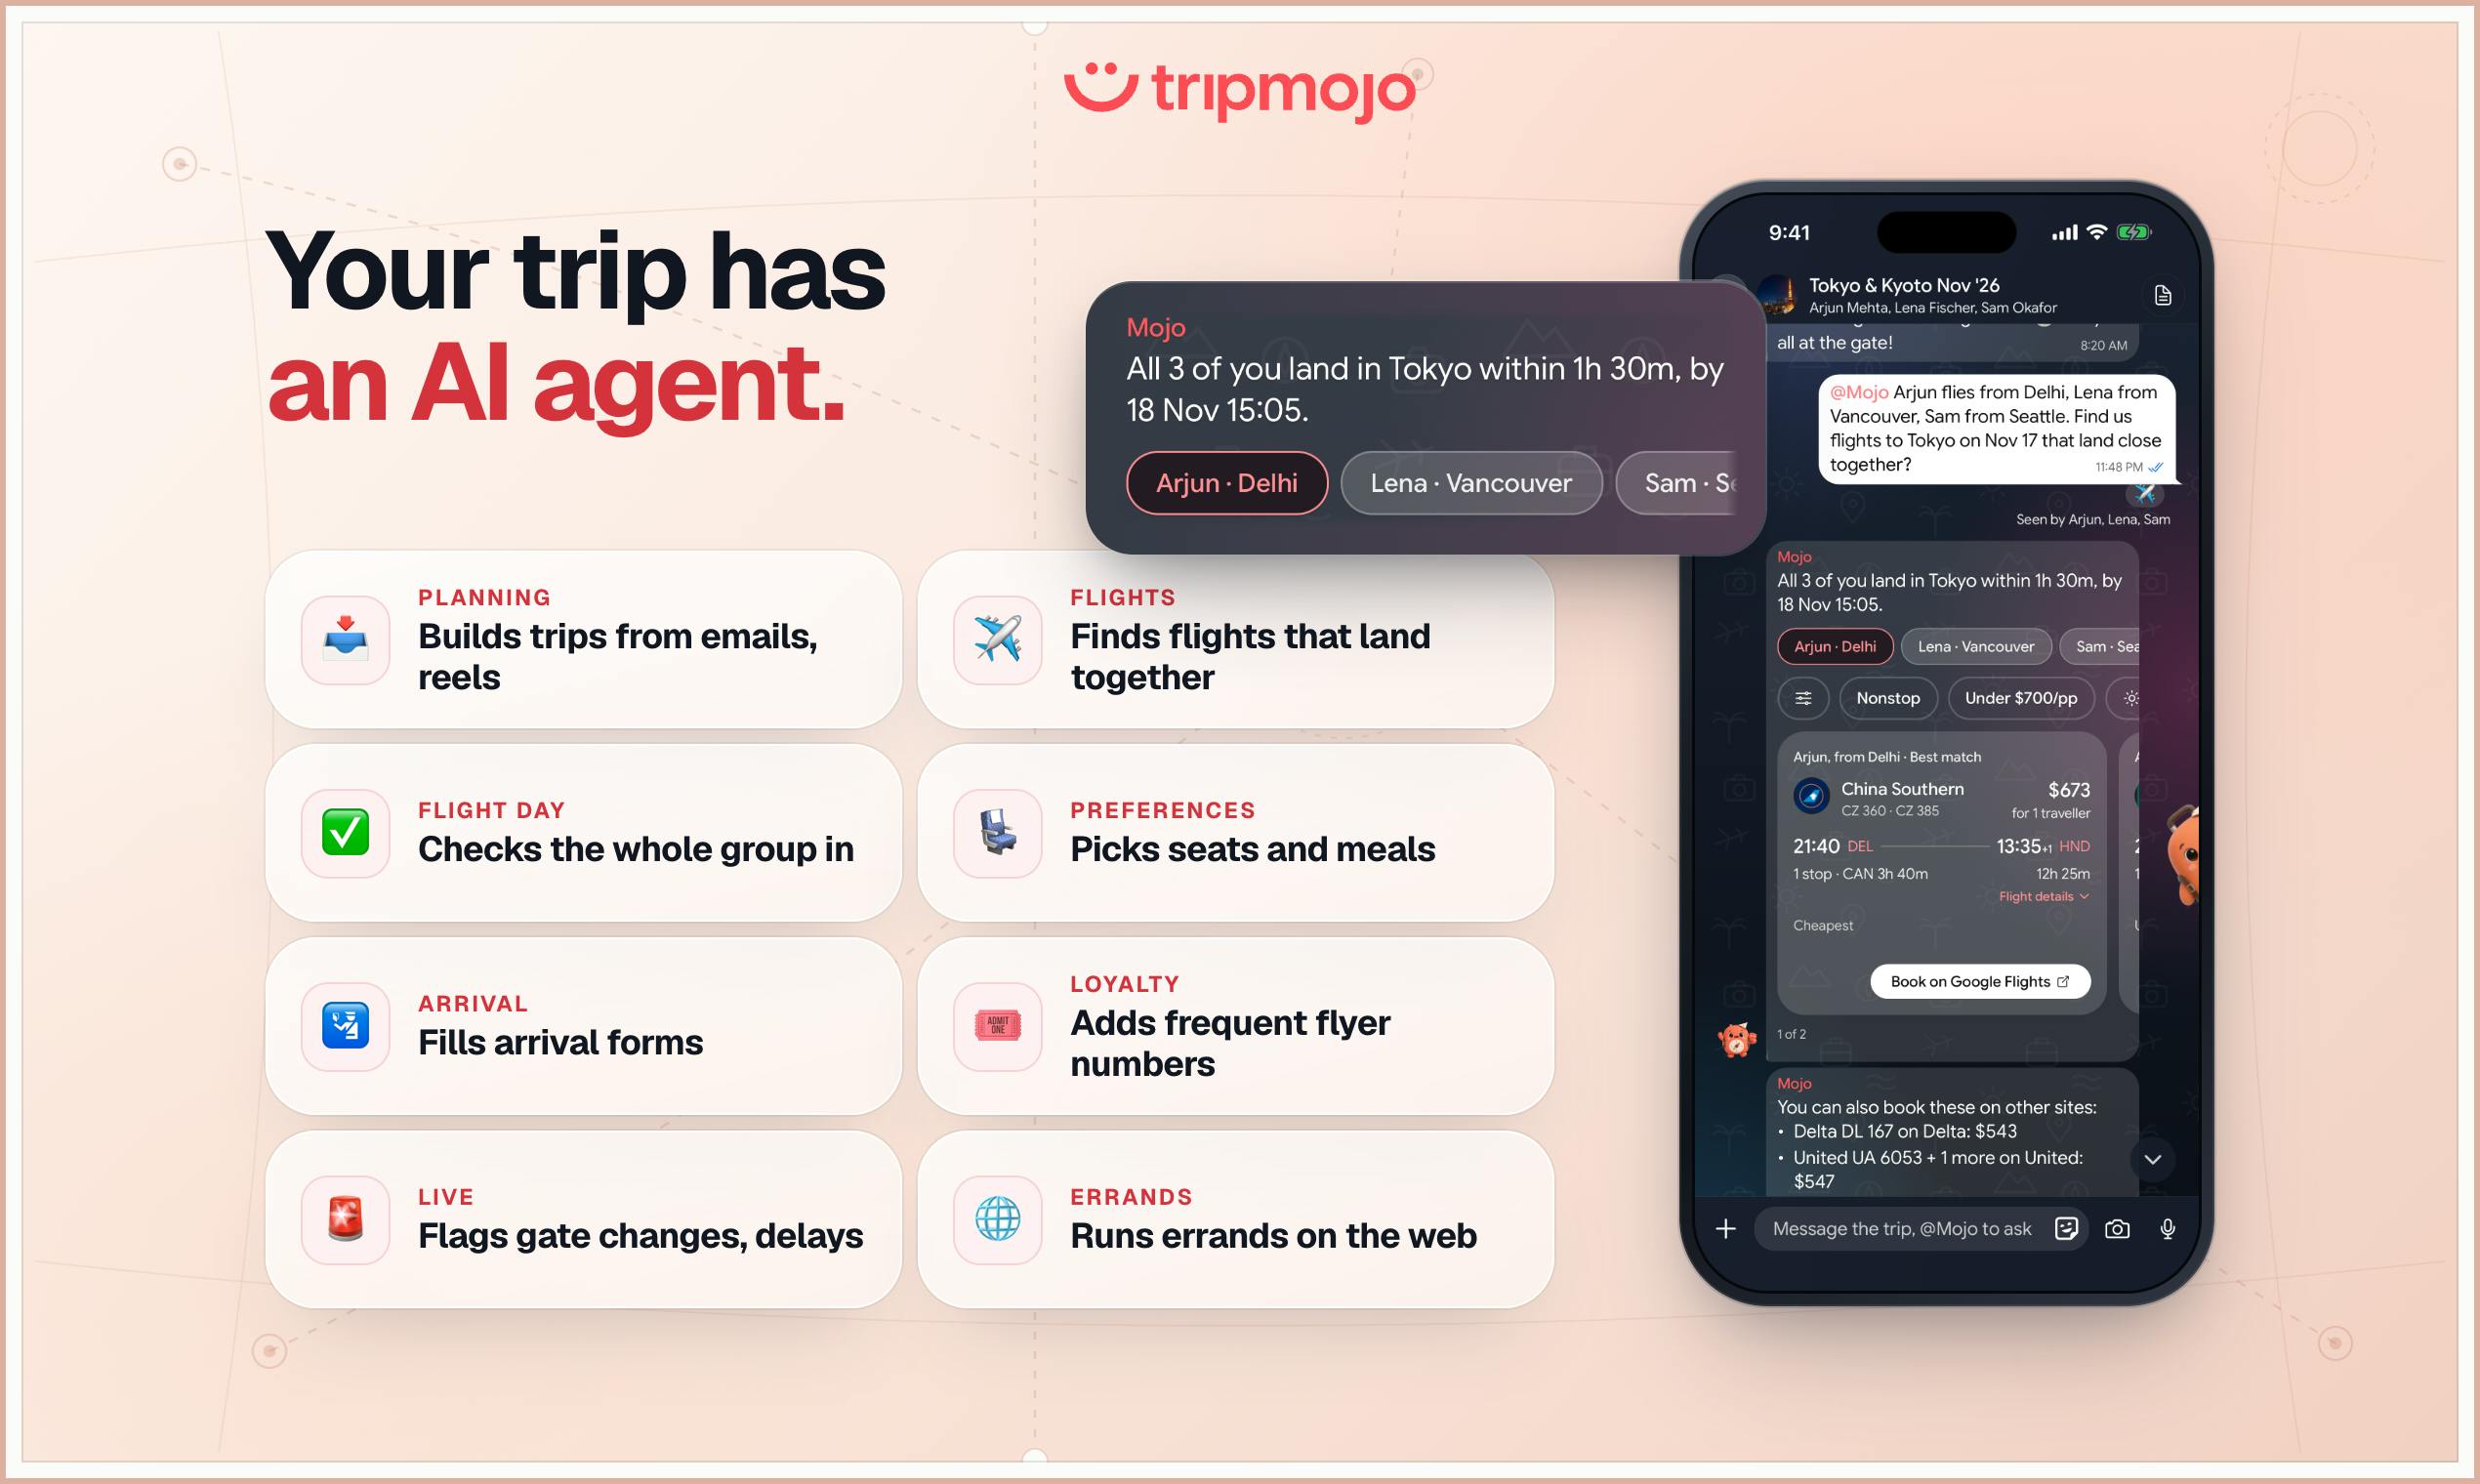 tripmojo
Your trip has
an AI agent.
PLANNING
Builds trips from emails,
reels
FLIGHTS
Finds flights that land
together
FLIGHT DAY
Checks the whole group in
PREFERENCES
Picks seats and meals
ARRIVAL
Fills arrival forms
ADMIT
ONE
LOYALTY
Adds frequent flyer
numbers
LIVE
Flags gate changes, delays
ERRANDS
Runs errands on the web
Mojo
All 3 of you land in Tokyo within 1h 30m, by
18 Nov 15:05.
Arjun · Delhi
Lena · Vancouver
Sam · Se
9:41
Tokyo & Kyoto Nov '26
Arjun Mehta, Lena Fischer, Sam Okafor
all at the gate!
8:20 AM
@Mojo Arjun flies from Delhi, Lena from
Vancouver, Sam from Seattle. Find us
flights to Tokyo on Nov 17 that land close
together?
11:48 PM
Seen by Arjun, Lena, Sam
Mojo
All 3 of you land in Tokyo within 1h 30m, by
18 Nov 15:05.
Arjun · Delhi
Lena · Vancouver
Sam · Sea
Nonstop
Under $700/pp
Arjun, from Delhi · Best match
China Southern
$673
CZ 360 · CZ 385
for 1 traveller
21:40 DEL
13:35+1 HND
1 stop · CAN 3h 40m
12h 25m
Flight details
Cheapest
Book on Google Flights
1 of 2
Mojo
You can also book these on other sites:
• Delta DL 167 on Delta: $543
• United UA 6053 + 1 more on United:
$547
Message the trip, @Mojo to ask